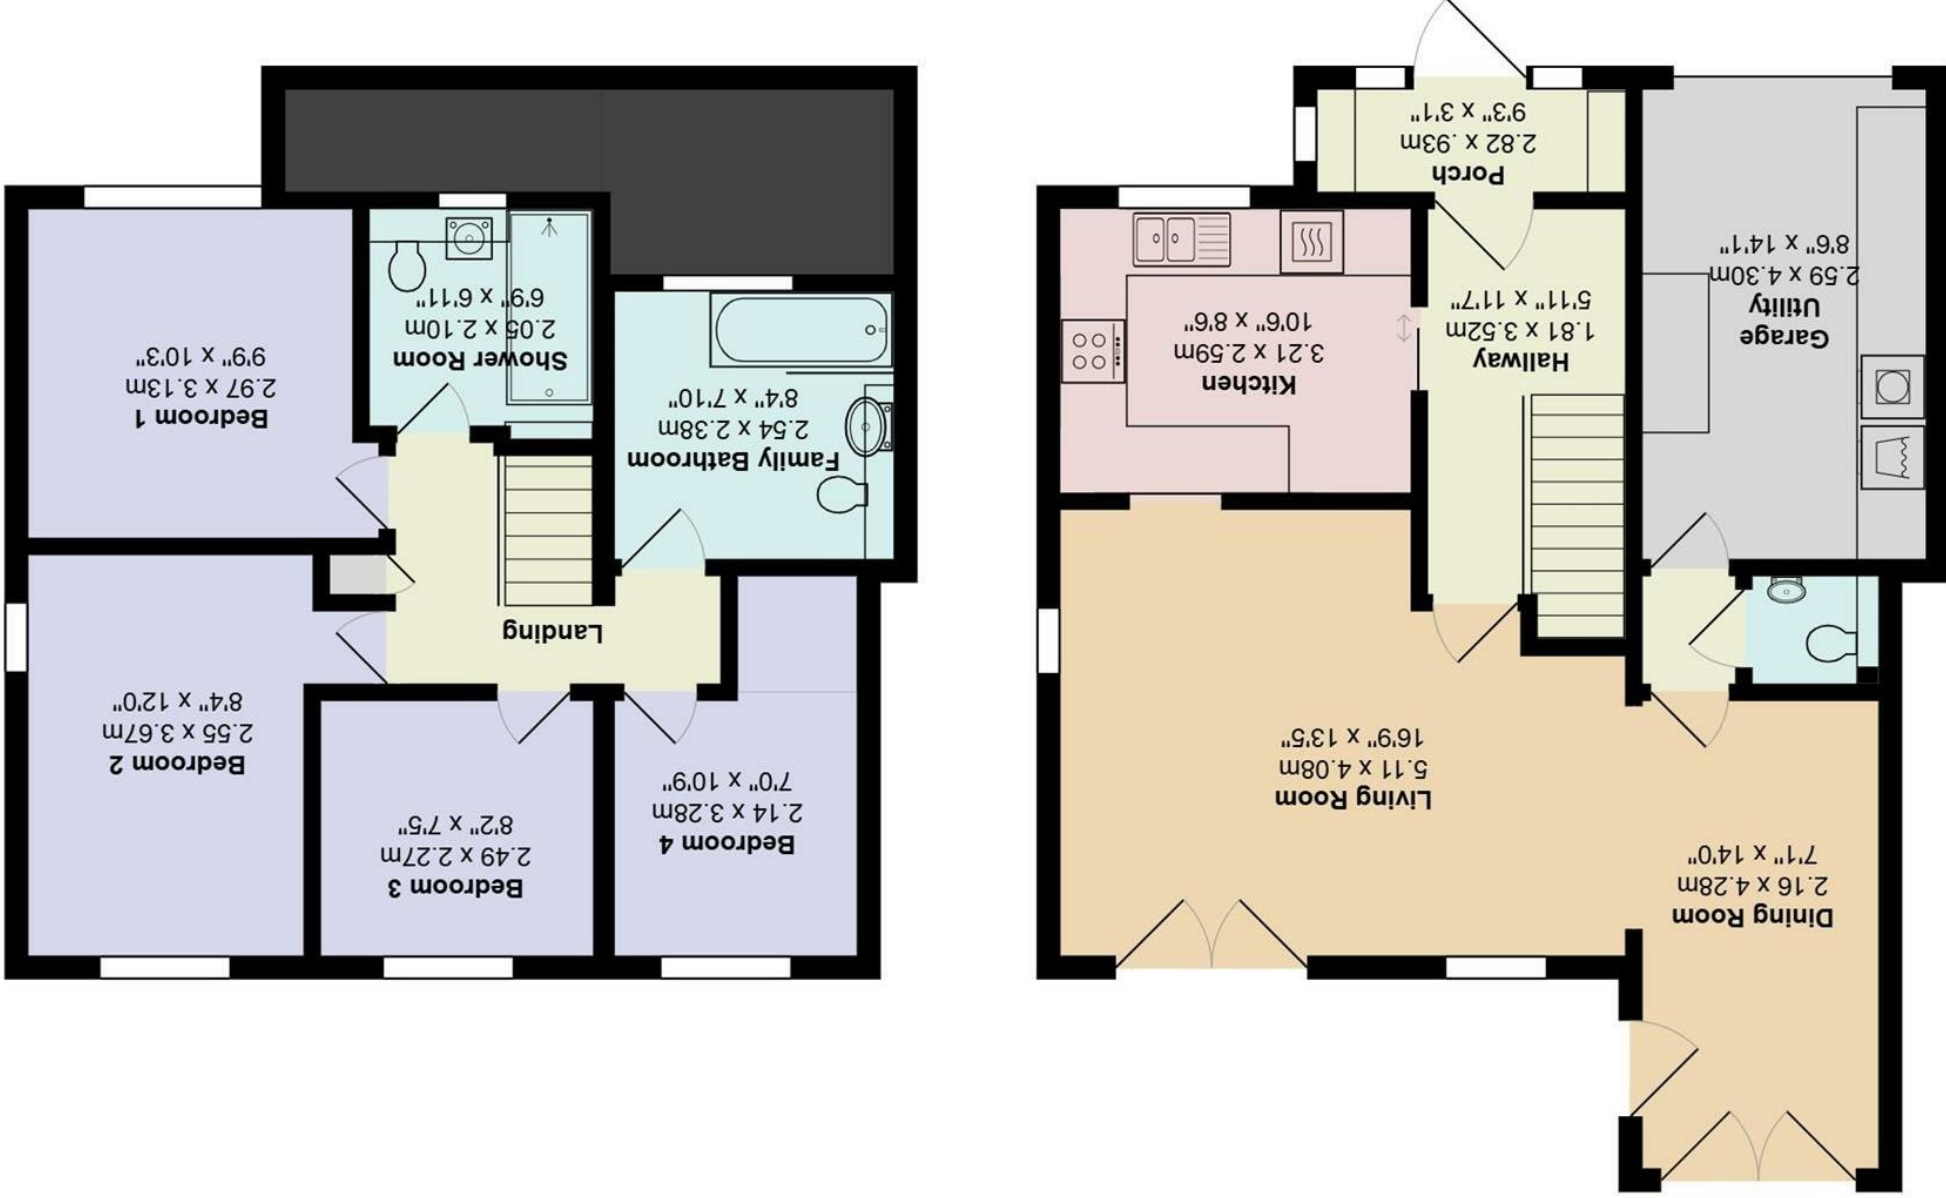 Dining Room
2.16 x 4.28m
7'1" x 14'0"
Living Room
5.11 x 4.08m
16'9" x 13'5"
Kitchen
3.21 x 2.59m
10'6" x 8'6"
Hallway
1.81 x 3.52m
5'11" x 11'7"
Garage
Utility
2.59 x 4.30m
8'6" x 14'1"
Porch
2.82 x .93m
9'3" x 3'1"
Bedroom 3
2.49 x 2.27m
8'2" x 7'5"
Bedroom 4
2.14 x 3.28m
7'0" x 10'9"
Bedroom 2
2.55 x 3.67m
8'4" x 12'0"
Landing
Family Bathroom
2.54 x 2.38m
8'4" x 7'10"
Bedroom 1
2.97 x 3.13m
9'9" x 10'3"
Shower Room
2.05 x 2.10m
6'9" x 6'11"